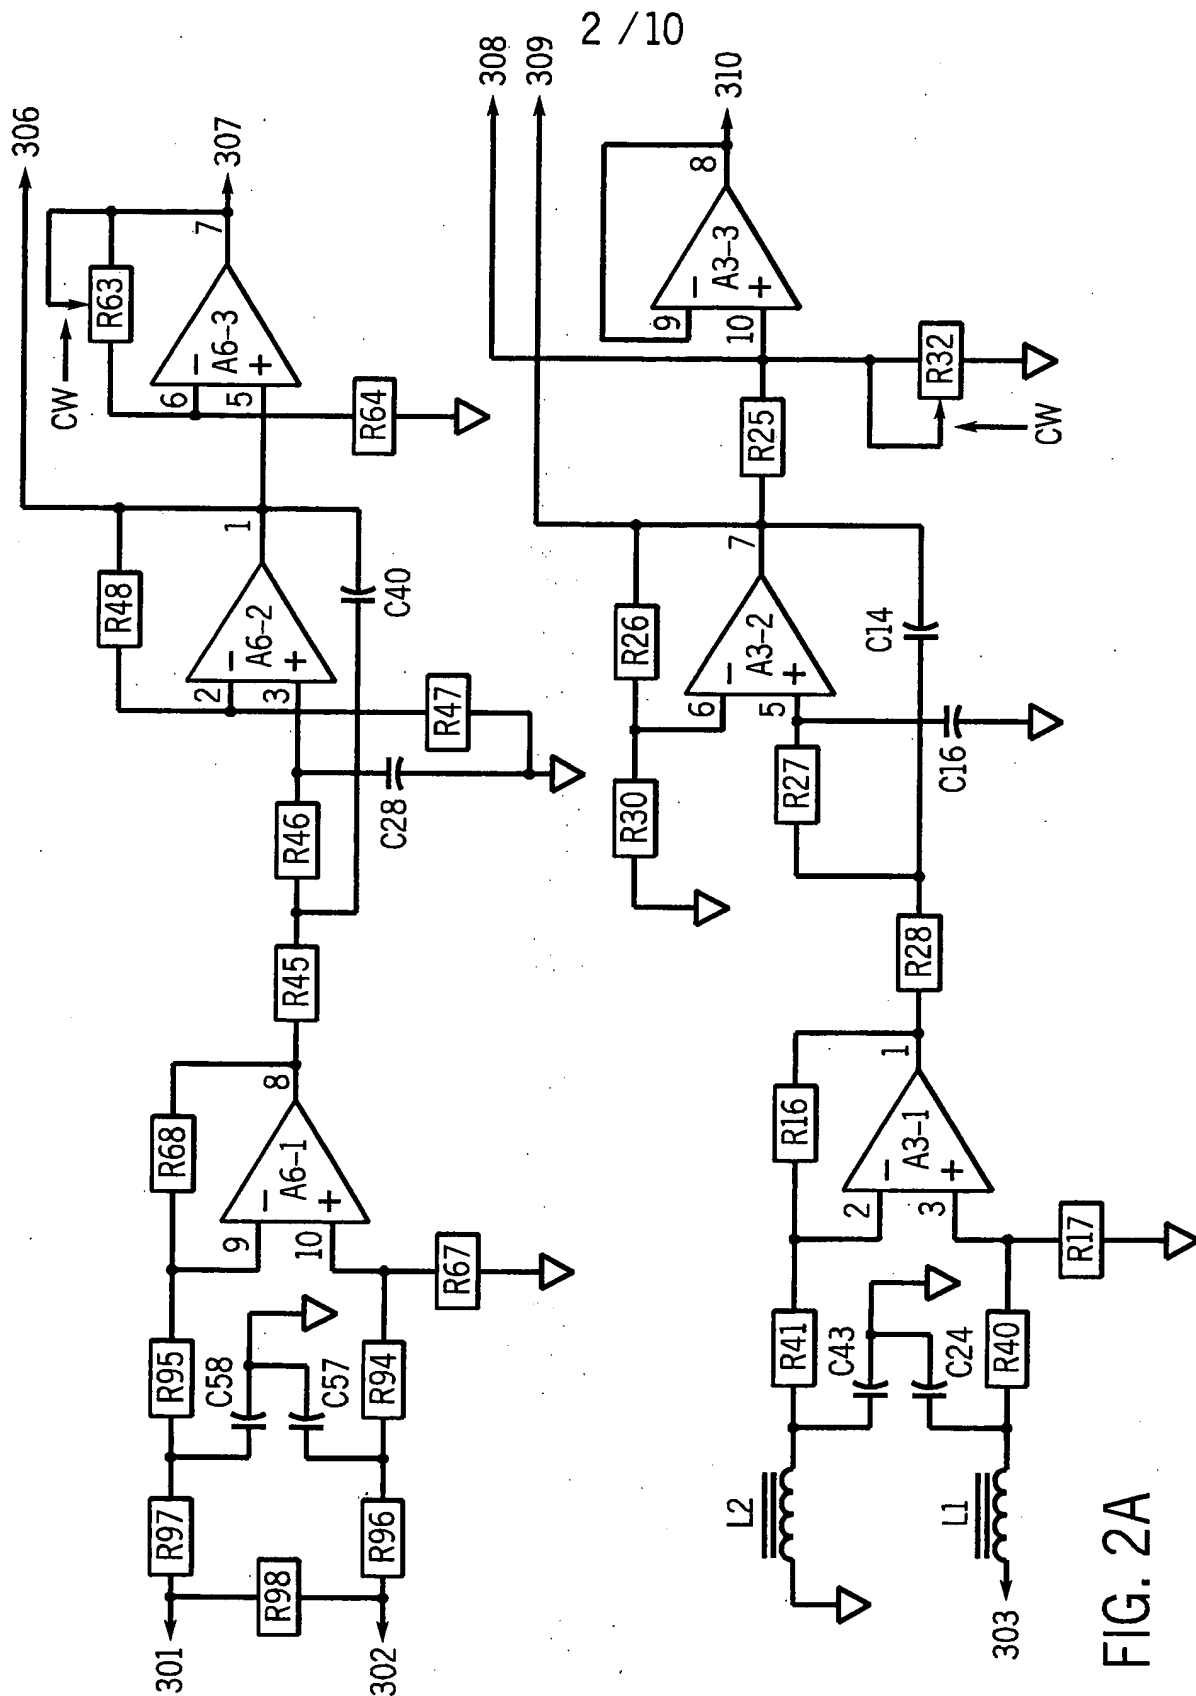 2 / 10
306
CW
R63
307
7
A6-3
−
+
6
5
R64
R48
1
A6-2
−
+
2
3
C40
R47
R46
C28
R45
R68
8
A6-1
−
+
9
10
R67
R95
C58
C57
R94
R97
R98
R96
301
302
308
309
310
8
A3-3
−
+
9
10
R32
CW
R25
R26
7
A3-2
−
+
6
5
C14
R30
R27
C16
R28
R16
1
A3-1
−
+
2
3
R17
R41
C43
C24
R40
L2
L1
303
FIG. 2A